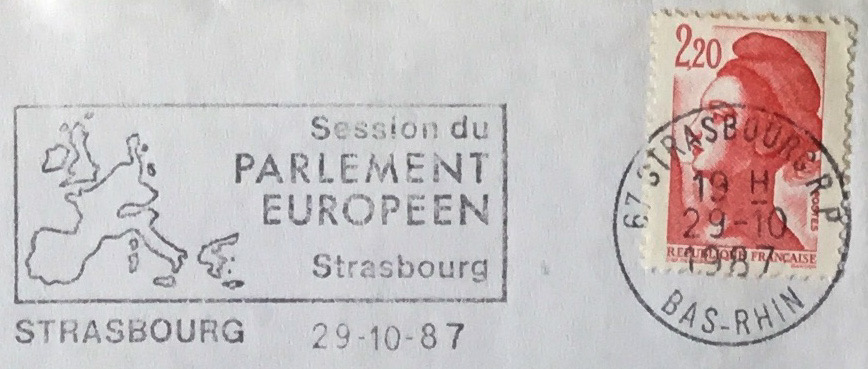 Session du
PARLEMENT
EUROPEEN
Strasbourg
STRASBOURG 29-10-87
2,20
POSTES
REPUBLIQUE FRANÇAISE
67 STRASBOURG R P
19 H
29-10
1987
BAS-RHIN